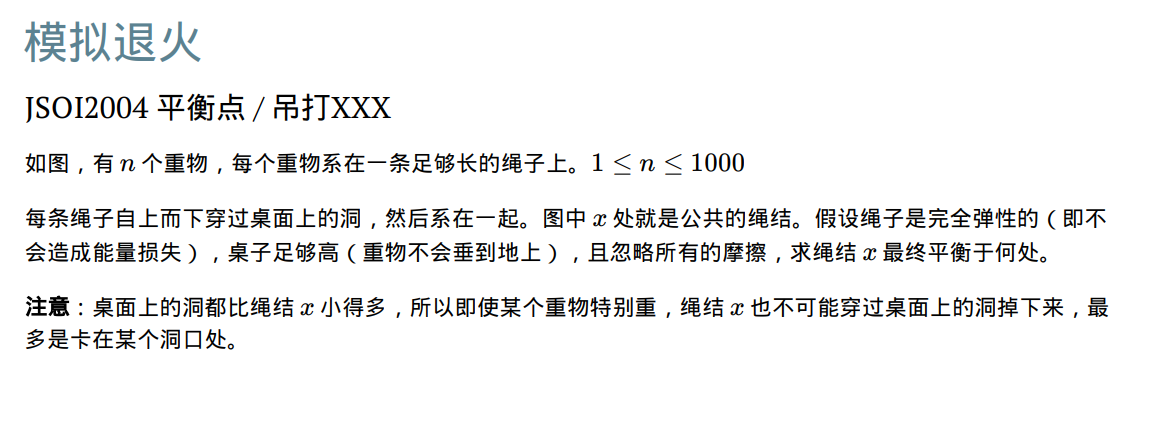 模拟退火
JSOI2004 平衡点 / 吊打XXX
如图，有 n 个重物，每个重物系在一条足够长的绳子上。1 ≤ n ≤ 1000
每条绳子自上而下穿过桌面上的洞，然后系在一起。图中 x 处就是公共的绳结。假设绳子是完全弹性的（即不
会造成能量损失），桌子足够高（重物不会垂到地上），且忽略所有的摩擦，求绳结 x 最终平衡于何处。
注意：桌面上的洞都比绳结 x 小得多，所以即使某个重物特别重，绳结 x 也不可能穿过桌面上的洞掉下来，最
多是卡在某个洞口处。